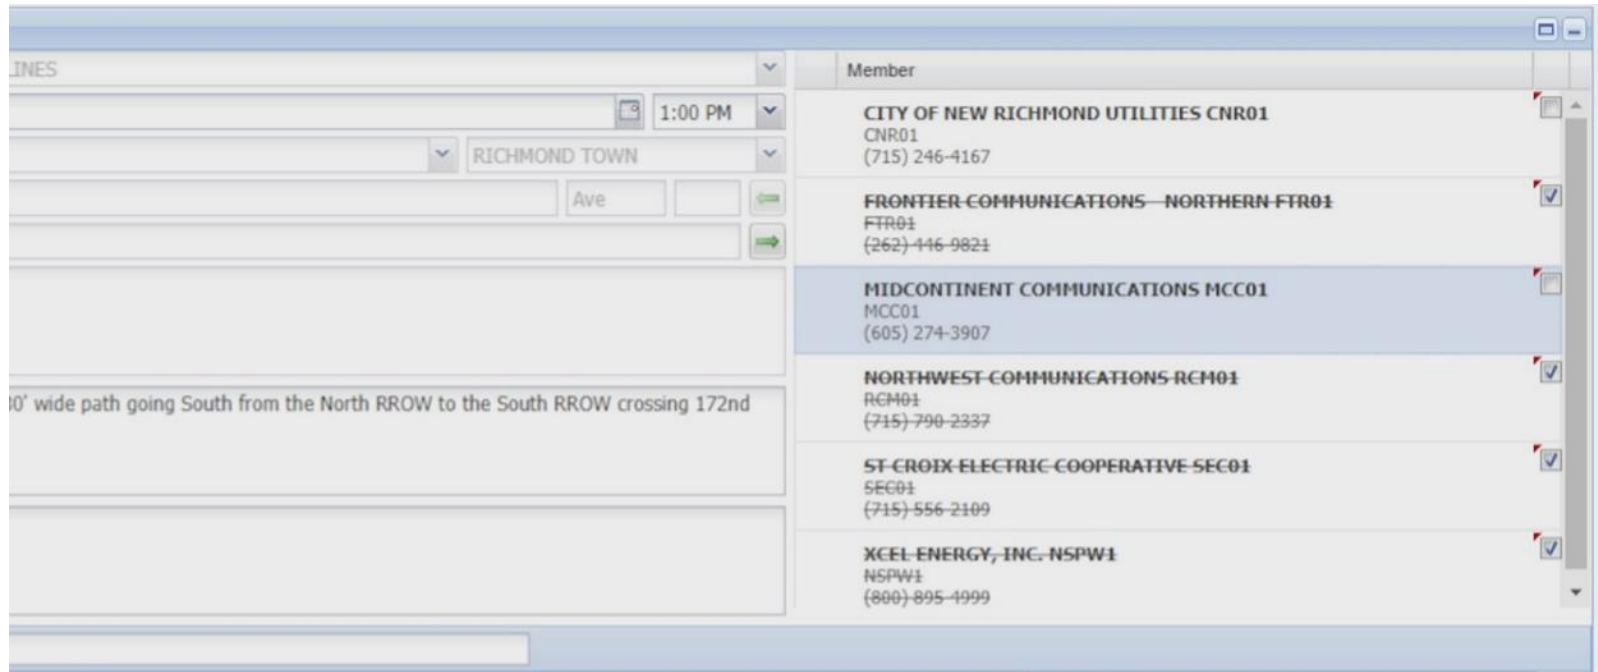 INES
Member
1:00 PM
RICHMOND TOWN
Ave
0' wide path going South from the North RROW to the South RROW crossing 172nd
CITY OF NEW RICHMOND UTILITIES CNR01
CNR01
(715) 246-4167
FRONTIER COMMUNICATIONS NORTHERN FTR01
FTR01
(262) 446-9821
MIDCONTINENT COMMUNICATIONS MCC01
MCC01
(605) 274-3907
NORTHWEST COMMUNICATIONS RCM01
RCM01
(715) 790-2337
ST CROIX ELECTRIC COOPERATIVE SEC01
SEC01
(715) 556-2109
XCEL ENERGY, INC. NSPW1
NSPW1
(800) 895-4999